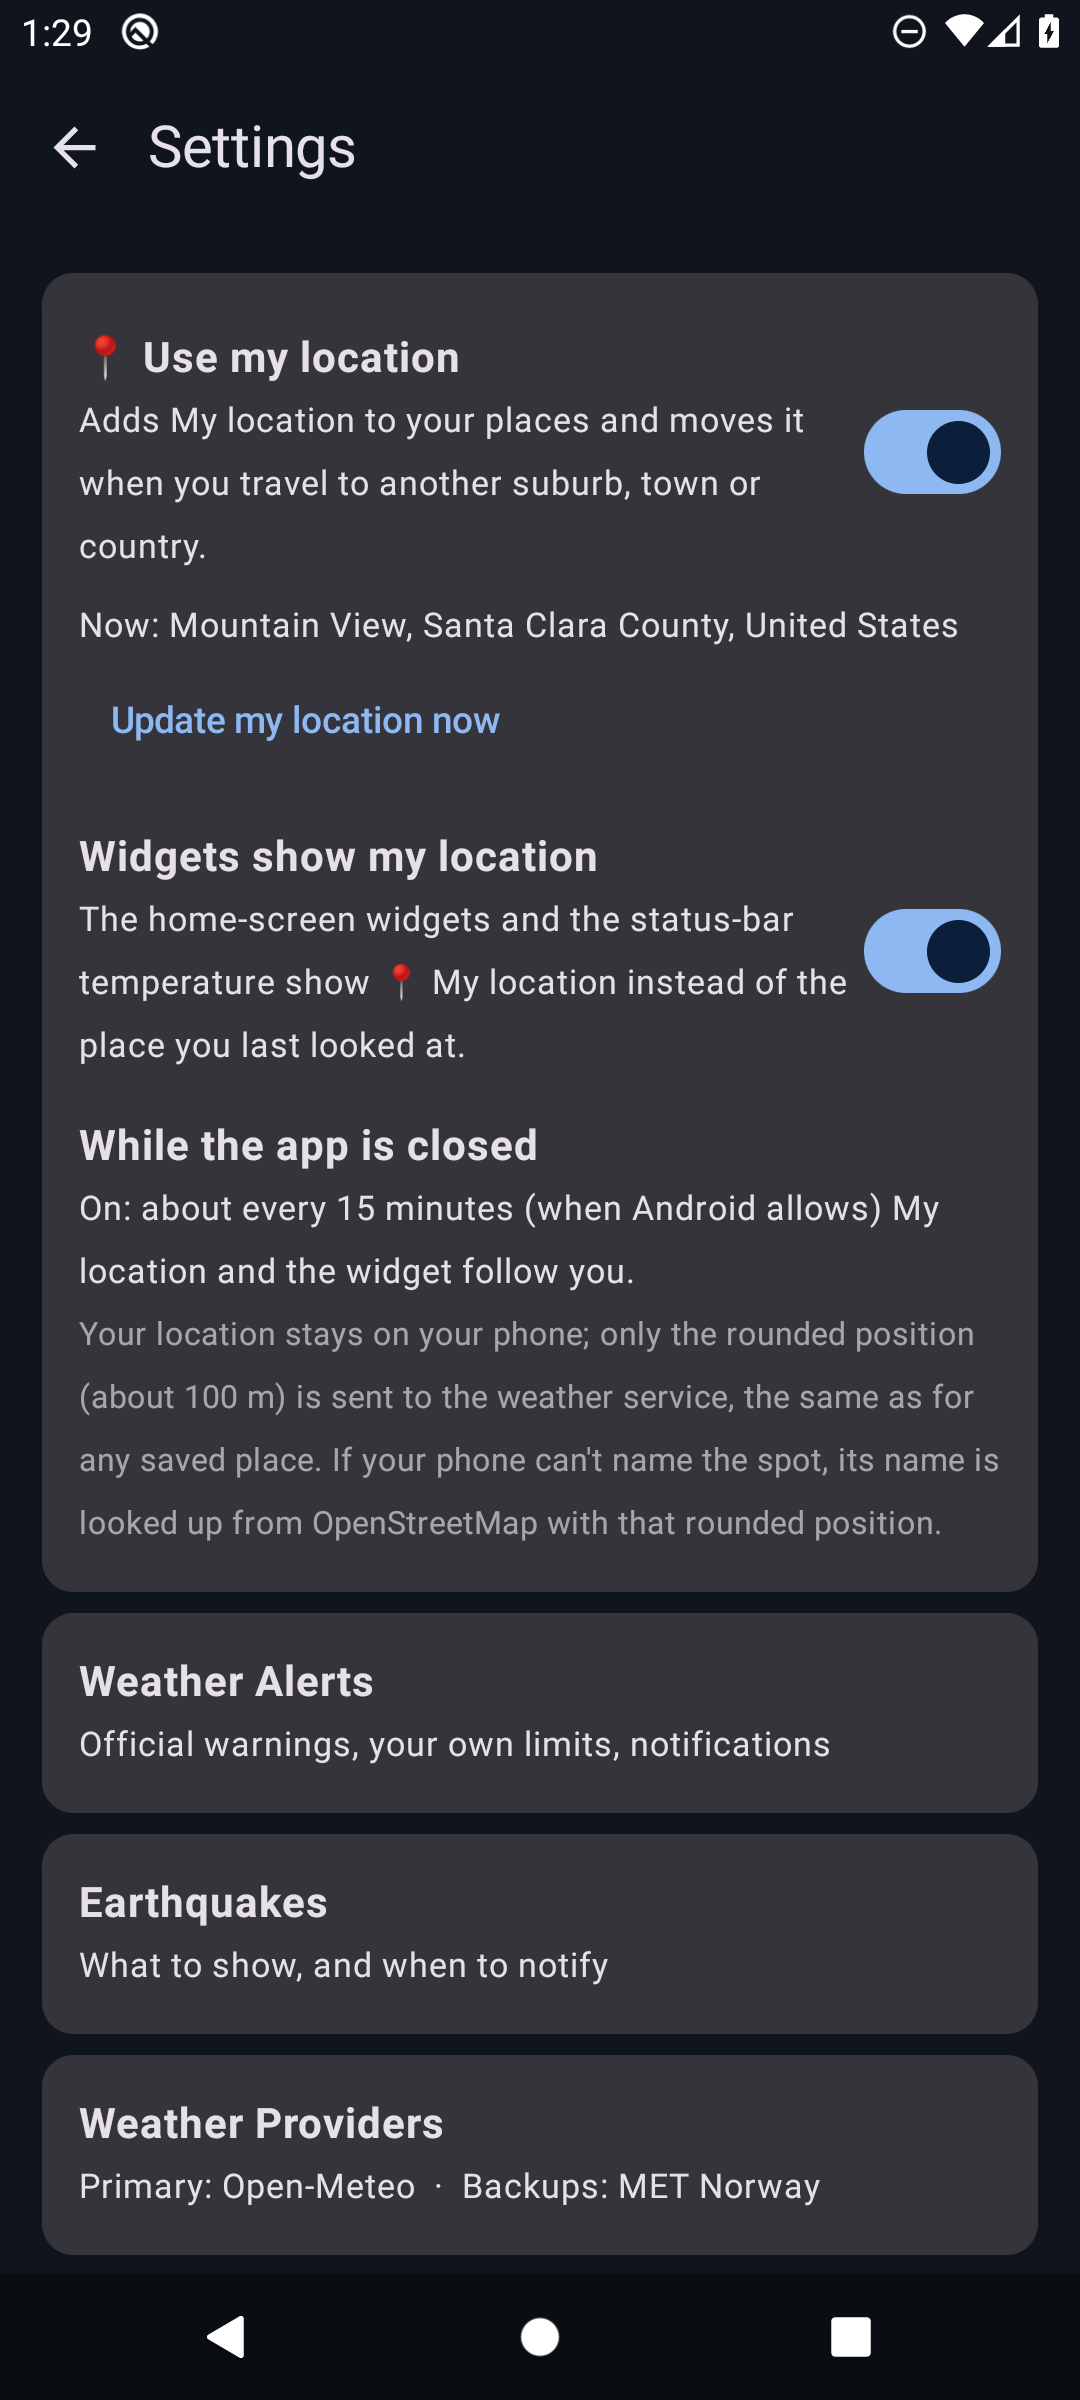 1:29
Settings
📍 Use my location
Adds My location to your places and moves it
when you travel to another suburb, town or
country.
Now: Mountain View, Santa Clara County, United States
Update my location now
Widgets show my location
The home-screen widgets and the status-bar
temperature show 📍 My location instead of the
place you last looked at.
While the app is closed
On: about every 15 minutes (when Android allows) My
location and the widget follow you.
Your location stays on your phone; only the rounded position
(about 100 m) is sent to the weather service, the same as for
any saved place. If your phone can't name the spot, its name is
looked up from OpenStreetMap with that rounded position.
Weather Alerts
Official warnings, your own limits, notifications
Earthquakes
What to show, and when to notify
Weather Providers
Primary: Open-Meteo · Backups: MET Norway